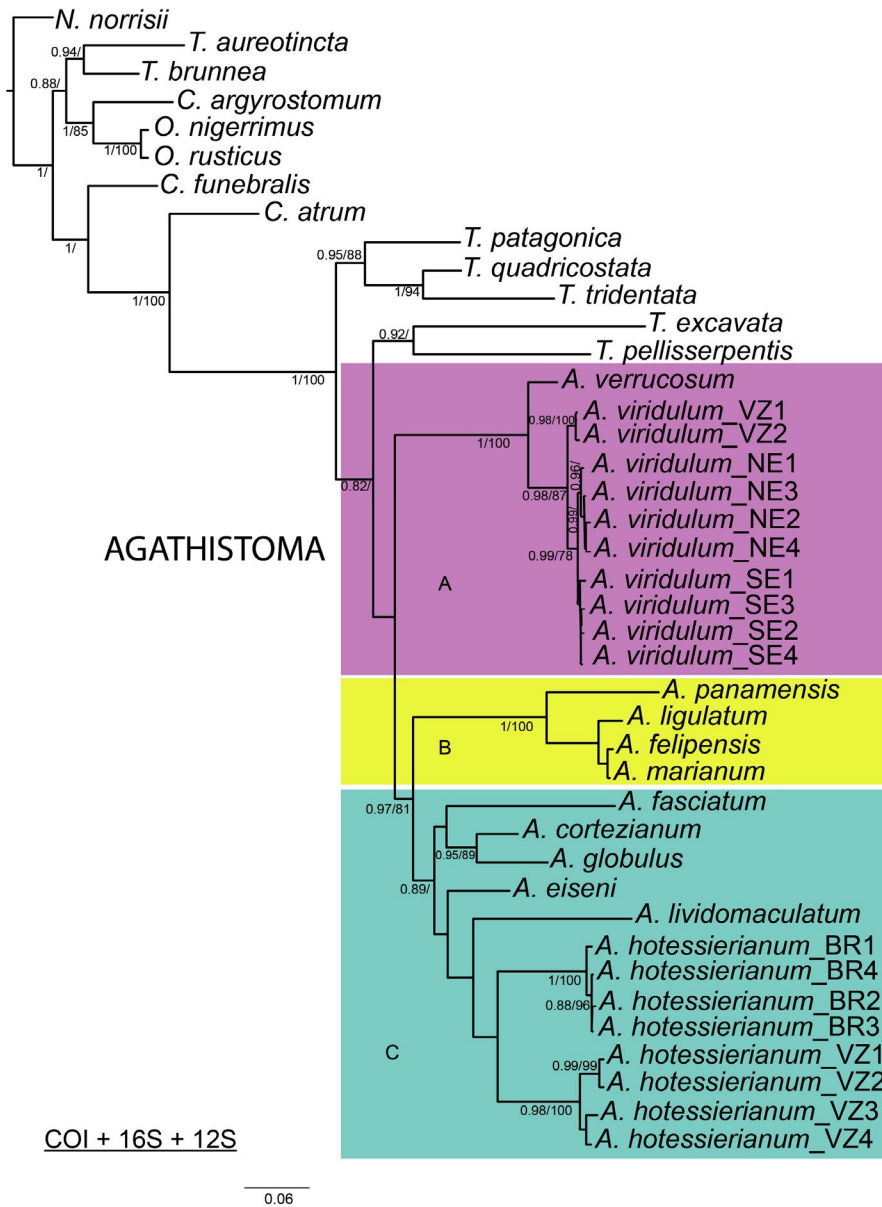 N. norrisii
T. aureotincta
0.94/
T. brunnea
0.88/
C. argyrostomum
1/85
O. nigerrimus
1/100
O. rusticus
1/
C. funebralis
C. atrum
1/
1/100
T. patagonica
0.95/88
T. quadricostata
1/94
T. tridentata
T. excavata
0.92/
T. pellisserpentis
1/100
A. verrucosum
A. viridulum_VZ1
0.98/100
A. viridulum_VZ2
1/100
A. viridulum_NE1
0.96/
0.82/
0.98/87
A. viridulum_NE3
0.99/
A. viridulum_NE2
AGATHISTOMA
A. viridulum_NE4
0.99/78
A
A. viridulum_SE1
A. viridulum_SE3
A. viridulum_SE2
A. viridulum_SE4
A. panamensis
A. ligulatum
1/100
B
A. felipensis
A. marianum
0.97/81
A. fasciatum
A. cortezianum
0.95/89
A. globulus
0.89/
A. eiseni
A. lividomaculatum
A. hotessierianum_BR1
1/100
A. hotessierianum_BR4
0.88/96
A. hotessierianum_BR2
A. hotessierianum_BR3
C
A. hotessierianum_VZ1
0.99/99
A. hotessierianum_VZ2
0.98/100
A. hotessierianum_VZ3
A. hotessierianum_VZ4
COI + 16S + 12S
0.06